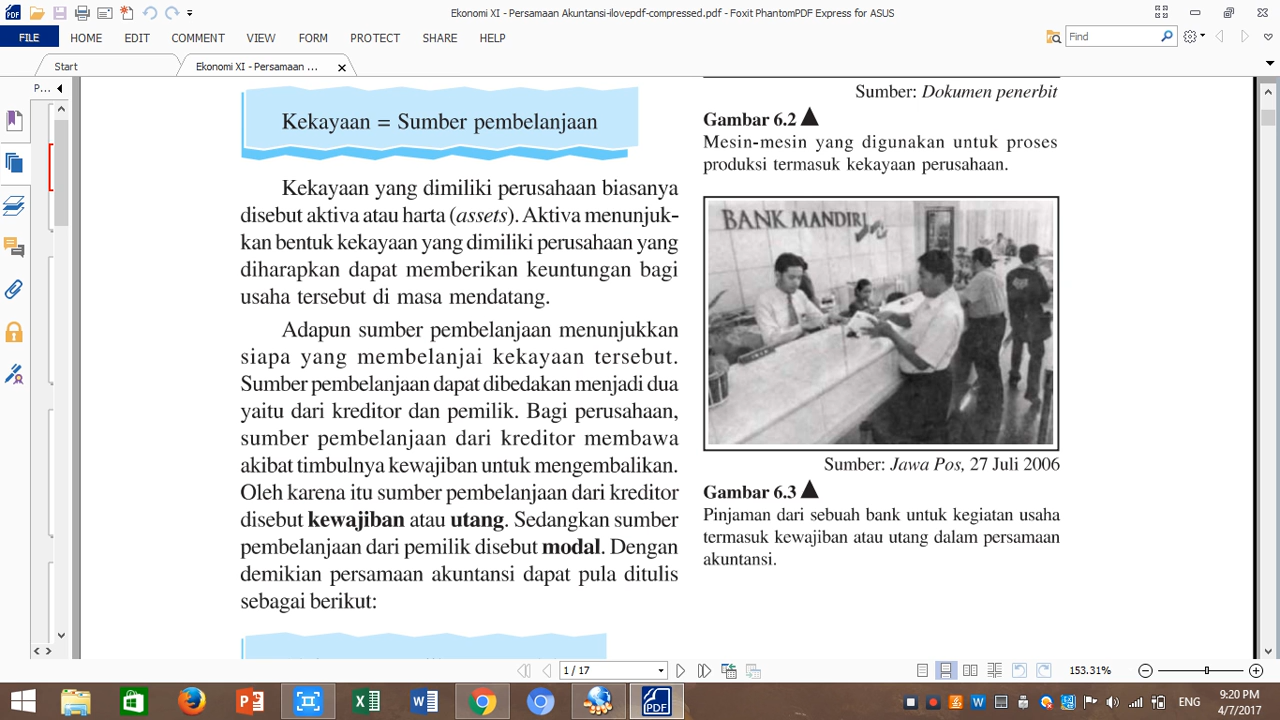 Ekonomi XI - Persamaan Akuntansi-ilovepdf-compressed.pdf - Foxit PhantomPDF Express for ASUS
FILE HOME EDIT COMMENT VIEW FORM PROTECT SHARE HELP
Find
Start
Ekonomi XI - Persamaan ...
P...
Kekayaan = Sumber pembelanjaan
Kekayaan yang dimiliki perusahaan biasanya
disebut aktiva atau harta (assets). Aktiva menunjuk-
kan bentuk kekayaan yang dimiliki perusahaan yang
diharapkan dapat memberikan keuntungan bagi
usaha tersebut di masa mendatang.
Adapun sumber pembelanjaan menunjukkan
siapa yang membelanjai kekayaan tersebut.
Sumber pembelanjaan dapat dibedakan menjadi dua
yaitu dari kreditor dan pemilik. Bagi perusahaan,
sumber pembelanjaan dari kreditor membawa
akibat timbulnya kewajiban untuk mengembalikan.
Oleh karena itu sumber pembelanjaan dari kreditor
disebut kewajiban atau utang. Sedangkan sumber
pembelanjaan dari pemilik disebut modal. Dengan
demikian persamaan akuntansi dapat pula ditulis
sebagai berikut:
Sumber: Dokumen penerbit
Gambar 6.2
Mesin-mesin yang digunakan untuk proses
produksi termasuk kekayaan perusahaan.
BANK MANDIRI
Sumber: Jawa Pos, 27 Juli 2006
Gambar 6.3
Pinjaman dari sebuah bank untuk kegiatan usaha
termasuk kewajiban atau utang dalam persamaan
akuntansi.
1 / 17
153.31%
ENG
9:20 PM
4/7/2017